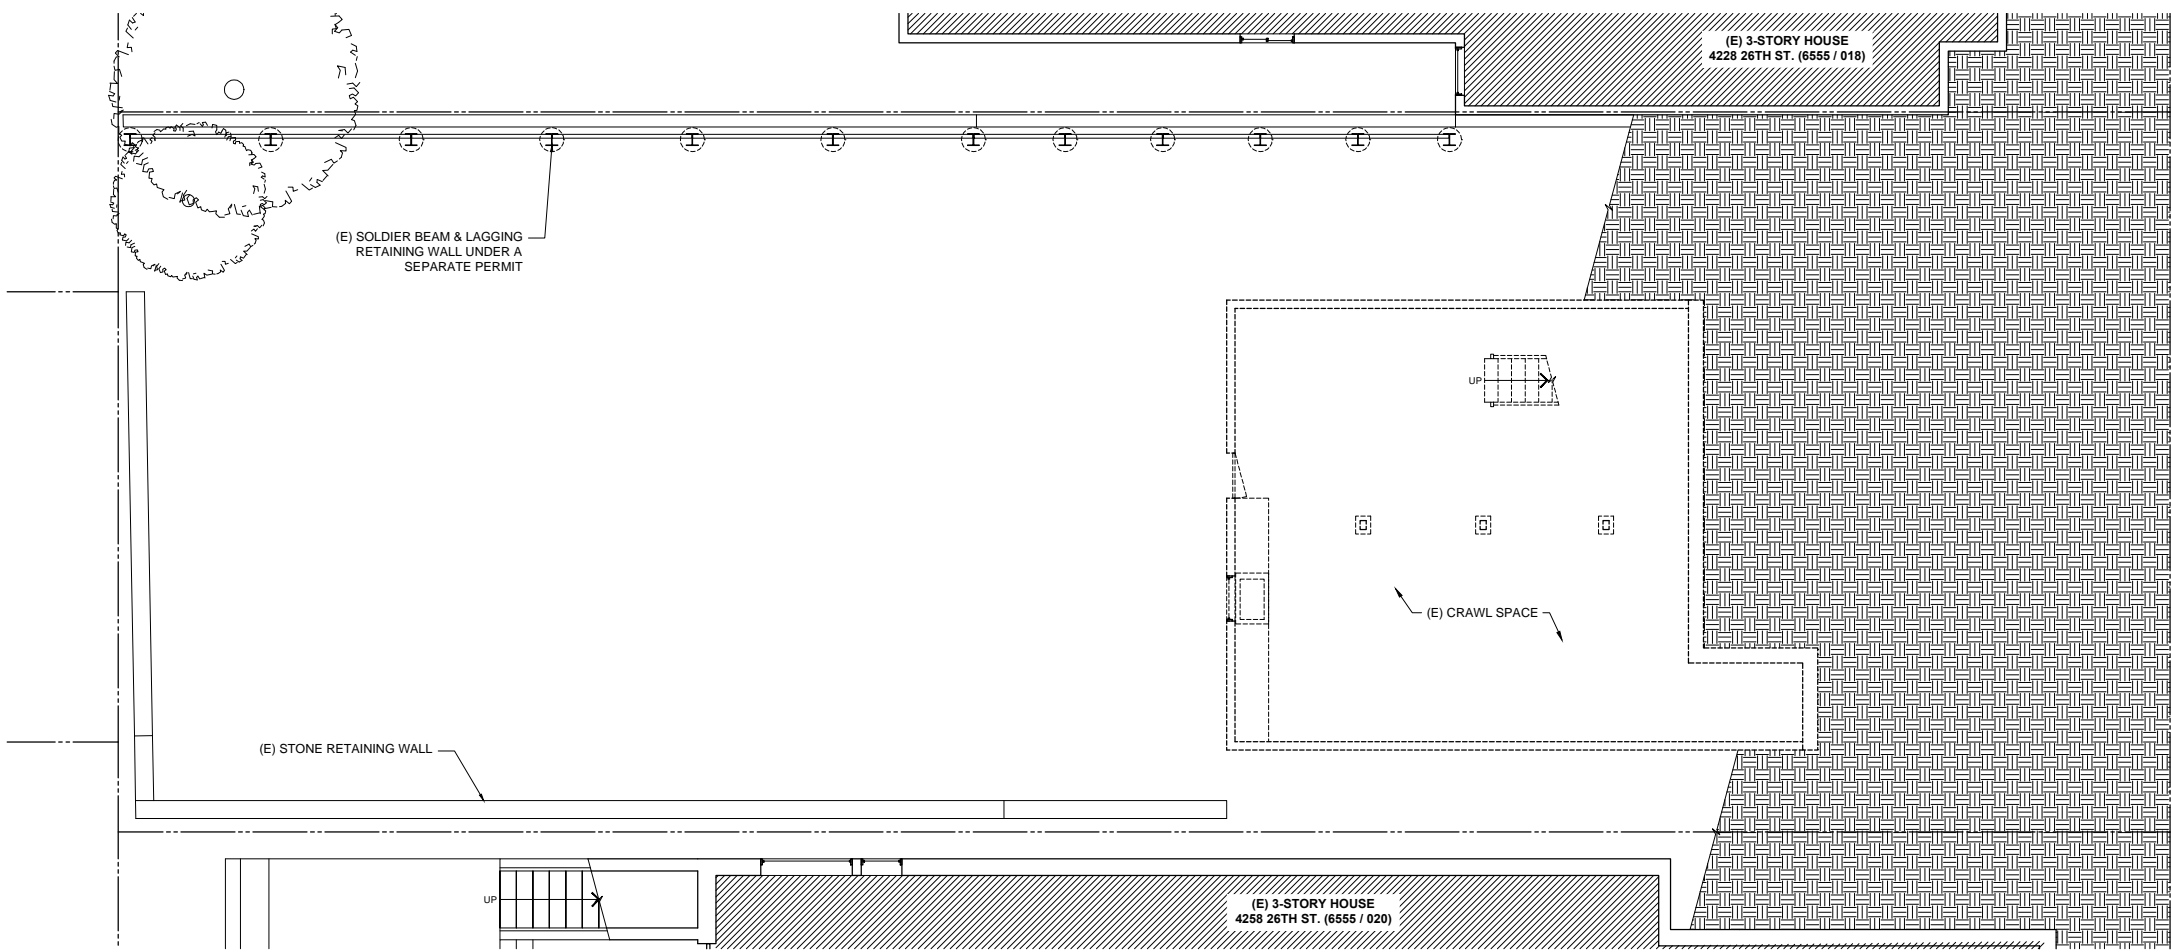 (E) 3-STORY HOUSE
4228 26TH ST. (6555 / 018)
(E) SOLDIER BEAM & LAGGING
RETAINING WALL UNDER A
SEPARATE PERMIT
UP
(E) CRAWL SPACE
(E) STONE RETAINING WALL
UP
(E) 3-STORY HOUSE
4258 26TH ST. (6555 / 020)